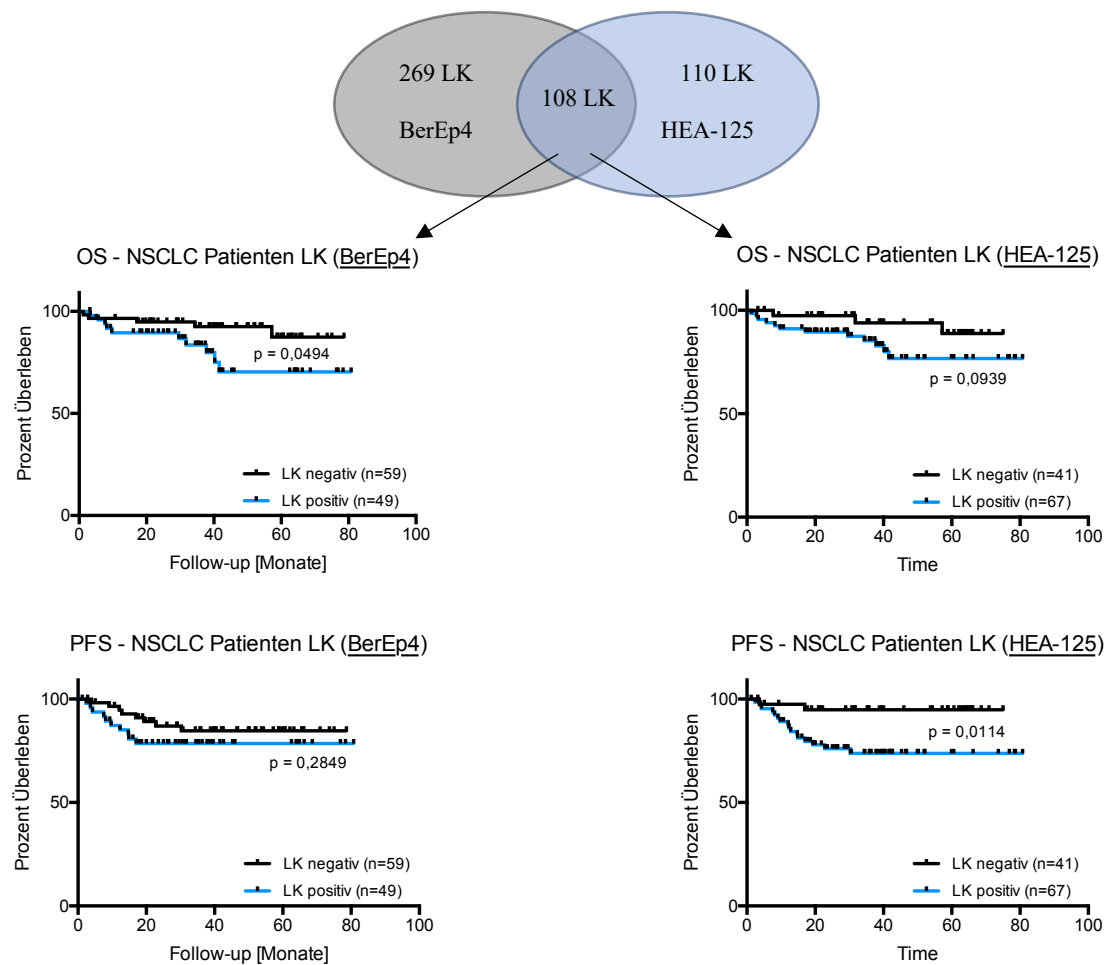 269 LK
110 LK
108 LK
BerEp4
HEA-125
OS - NSCLC Patienten LK (BerEp4)
Prozent Überleben
100
50
0
p = 0,0494
LK negativ (n=59)
LK positiv (n=49)
0 20 40 60 80 100
Follow-up [Monate]
OS - NSCLC Patienten LK (HEA-125)
Prozent Überleben
100
50
0
p = 0,0939
LK negativ (n=41)
LK positiv (n=67)
0 20 40 60 80 100
Time
PFS - NSCLC Patienten LK (BerEp4)
Prozent Überleben
100
50
0
p = 0,2849
LK negativ (n=59)
LK positiv (n=49)
0 20 40 60 80 100
Follow-up [Monate]
PFS - NSCLC Patienten LK (HEA-125)
Prozent Überleben
100
50
0
p = 0,0114
LK negativ (n=41)
LK positiv (n=67)
0 20 40 60 80 100
Time